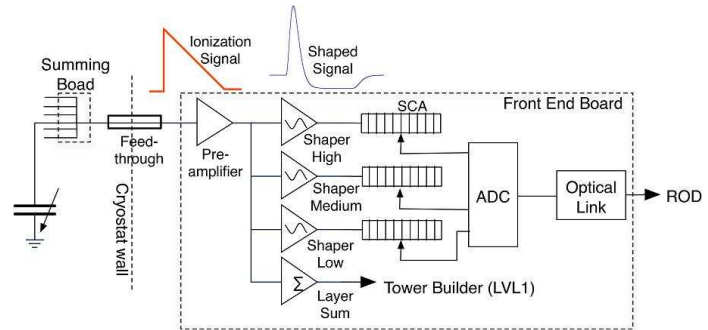 Ionization
Signal
Shaped
Signal
Summing
Boad
SCA
Front End Board
Feed-
through
Pre-
amplifier
Shaper
High
Shaper
Medium
Shaper
Low
ADC
Optical
Link
ROD
Cryostat wall
Σ
Layer
Sum
Tower Builder (LVL1)